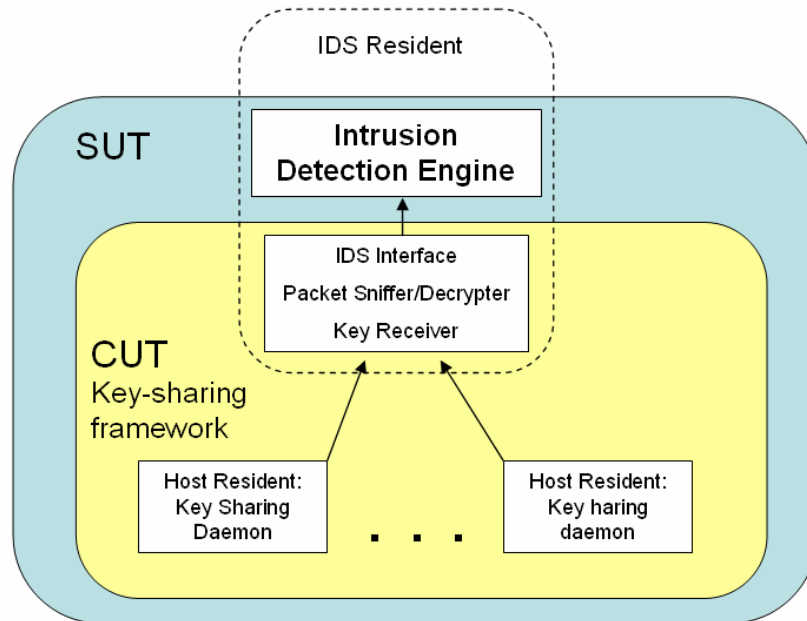 IDS Resident
SUT
Intrusion
Detection Engine
IDS Interface
Packet Sniffer/Decrypter
Key Receiver
CUT
Key-sharing
framework
Host Resident:
Key Sharing
Daemon
. . .
Host Resident:
Key haring
daemon